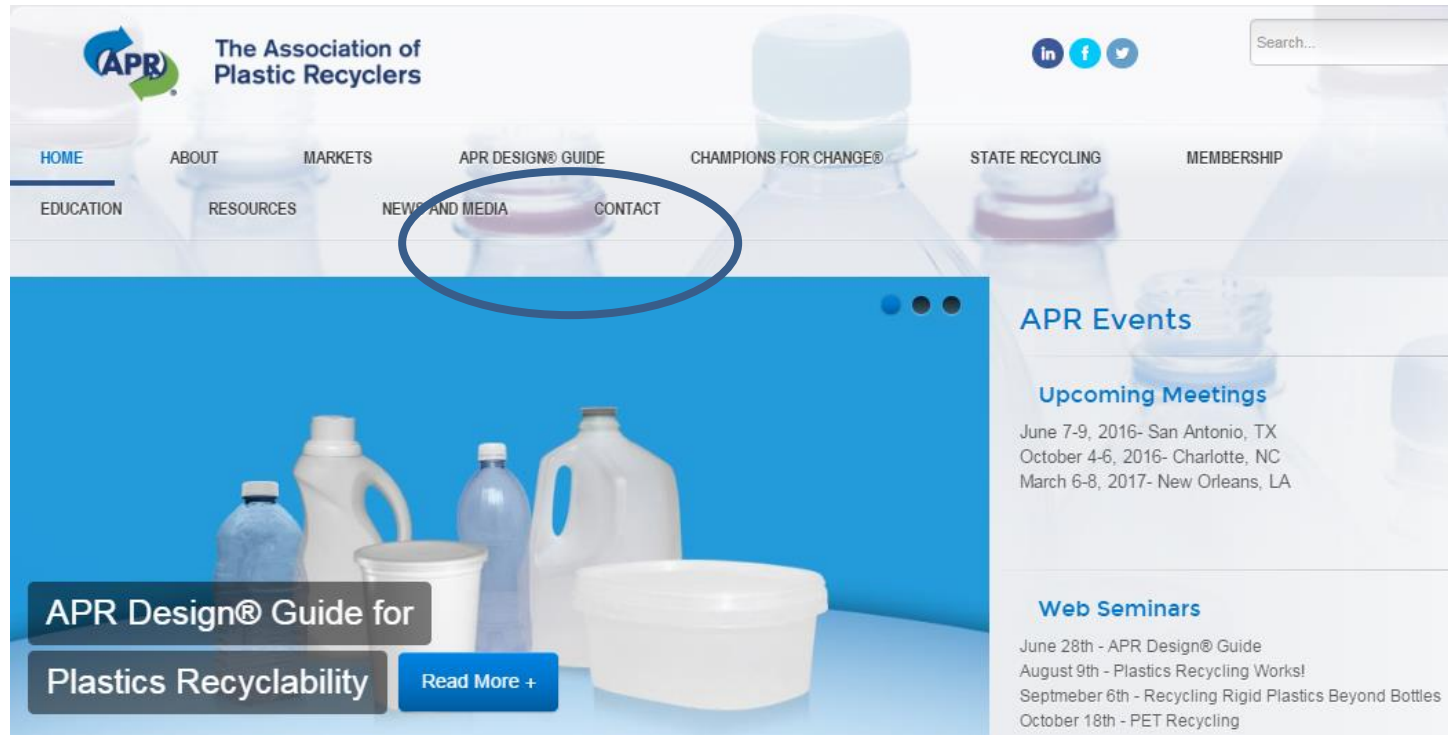 APR
The Association of
Plastic Recyclers
®
in f
Search...
HOME ABOUT MARKETS APR DESIGN® GUIDE CHAMPIONS FOR CHANGE® STATE RECYCLING MEMBERSHIP
EDUCATION RESOURCES NEWS AND MEDIA CONTACT
APR Design® Guide for
Plastics Recyclability
Read More +
APR Events
Upcoming Meetings
June 7-9, 2016- San Antonio, TX
October 4-6, 2016- Charlotte, NC
March 6-8, 2017- New Orleans, LA
Web Seminars
June 28th - APR Design® Guide
August 9th - Plastics Recycling Works!
Septmeber 6th - Recycling Rigid Plastics Beyond Bottles
October 18th - PET Recycling